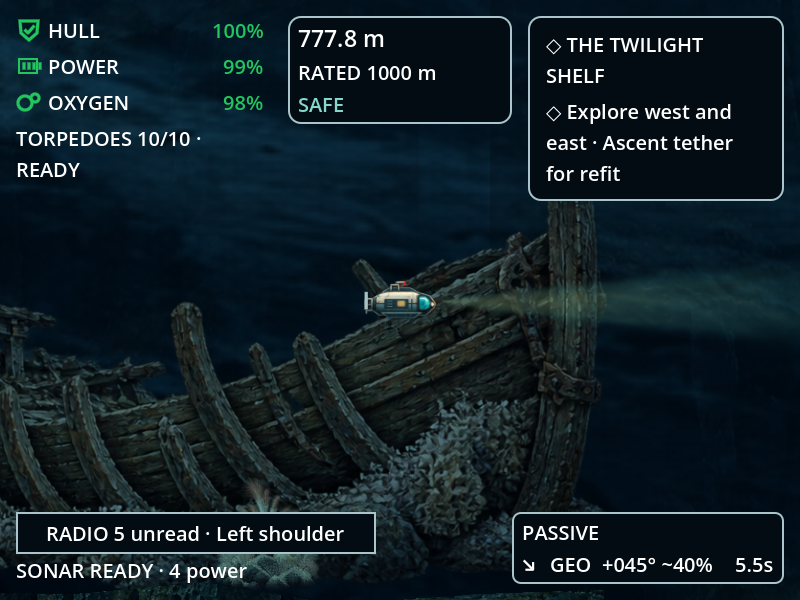 HULL 100%
POWER 99%
OXYGEN 98%
TORPEDOES 10/10 ·
READY
777.8 m
RATED 1000 m
SAFE
◇ THE TWILIGHT
SHELF
◇ Explore west and
east · Ascent tether
for refit
RADIO 5 unread · Left shoulder
SONAR READY · 4 power
PASSIVE
↘ GEO +045° ~40% 5.5s